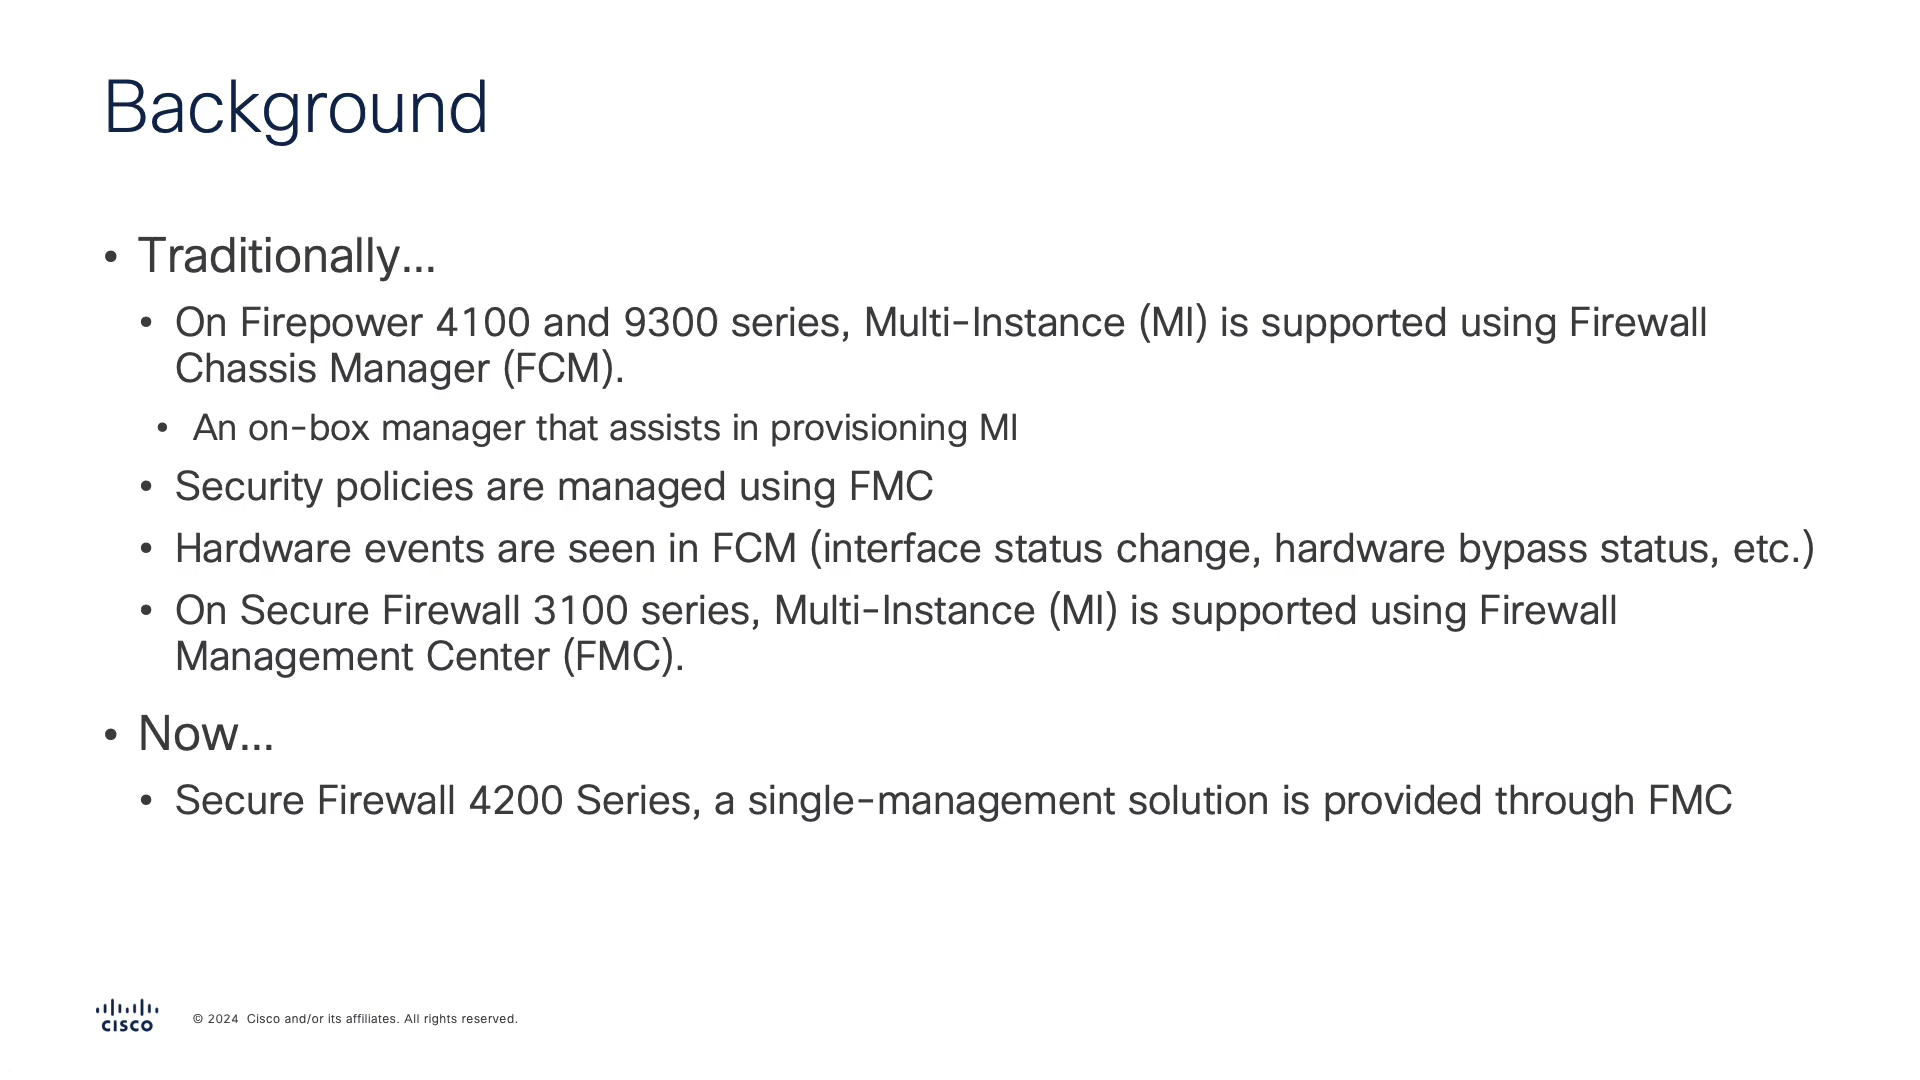 Background
• Traditionally...
• On Firepower 4100 and 9300 series, Multi-Instance (MI) is supported using Firewall
Chassis Manager (FCM).
• An on-box manager that assists in provisioning MI
• Security policies are managed using FMC
• Hardware events are seen in FCM (interface status change, hardware bypass status, etc.)
• On Secure Firewall 3100 series, Multi-Instance (MI) is supported using Firewall
Management Center (FMC).
• Now...
• Secure Firewall 4200 Series, a single-management solution is provided through FMC
CISCO
© 2024 Cisco and/or its affiliates. All rights reserved.